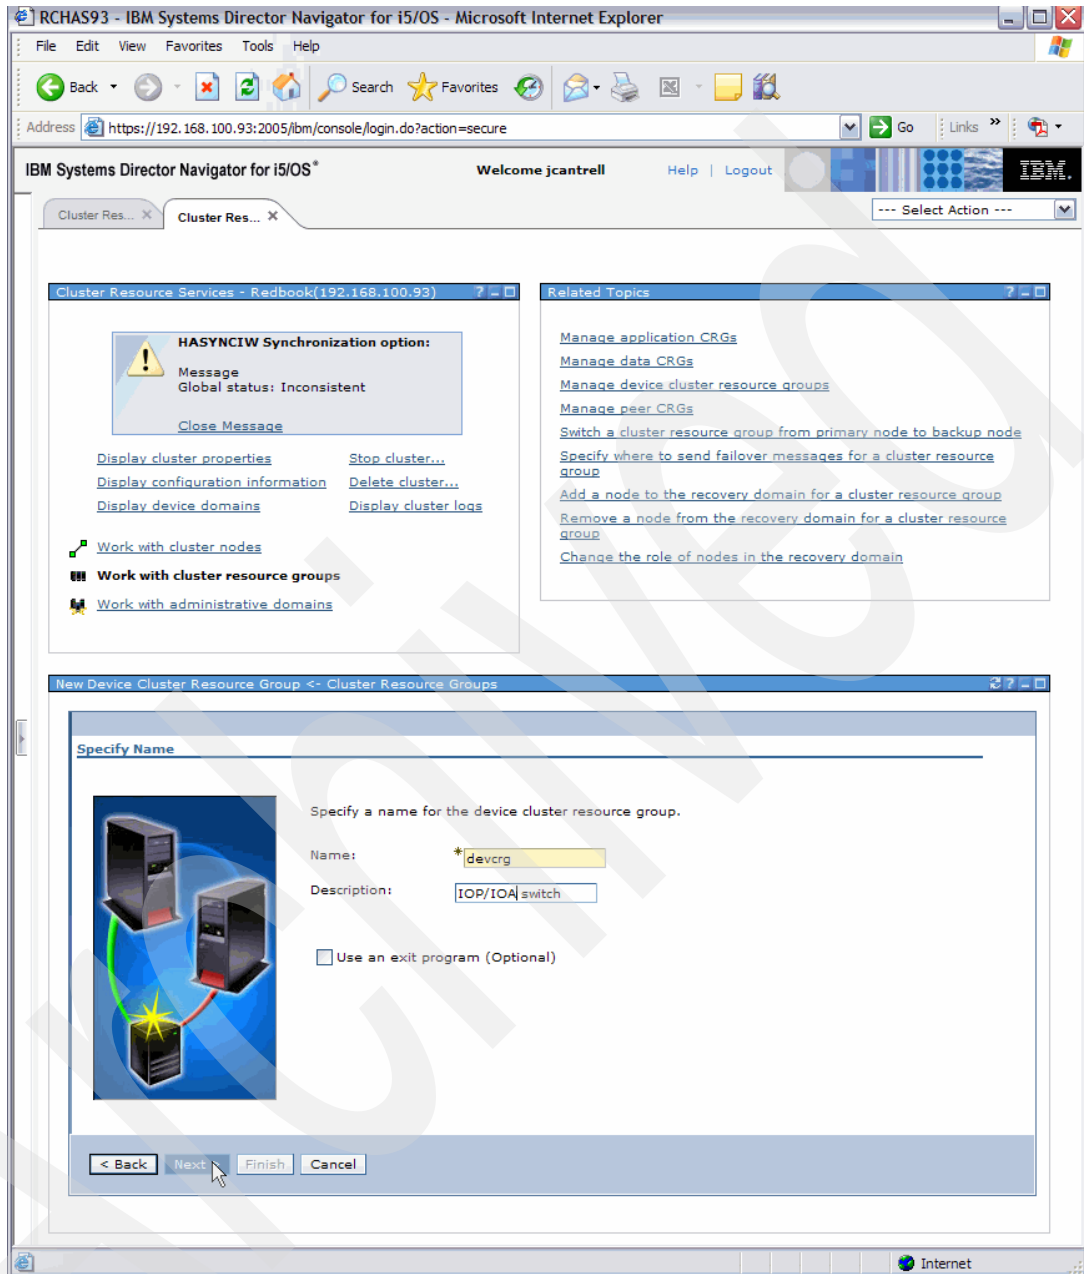 RCHAS93 - IBM Systems Director Navigator for i5/OS - Microsoft Internet Explorer
File Edit View Favorites Tools Help
Back Search Favorites
Address https://192.168.100.93:2005/ibm/console/login.do?action=secure Go Links »
IBM Systems Director Navigator for i5/OS® Welcome jcantrell Help | Logout IBM.
Cluster Res... Cluster Res... --- Select Action ---
Cluster Resource Services - Redbook(192.168.100.93) ?
HASYNCIW Synchronization option:
Message
Global status: Inconsistent
Close Message
Display cluster properties Stop cluster...
Display configuration information Delete cluster...
Display device domains Display cluster logs
Work with cluster nodes
Work with cluster resource groups
Work with administrative domains
Related Topics ?
Manage application CRGs
Manage data CRGs
Manage device cluster resource groups
Manage peer CRGs
Switch a cluster resource group from primary node to backup node
Specify where to send failover messages for a cluster resource
group
Add a node to the recovery domain for a cluster resource group
Remove a node from the recovery domain for a cluster resource
group
Change the role of nodes in the recovery domain
New Device Cluster Resource Group <- Cluster Resource Groups ?
Specify Name
Specify a name for the device cluster resource group.
Name: *devcrg
Description: IOP/IOA switch
Use an exit program (Optional)
< Back Next > Finish Cancel
Internet
Archived